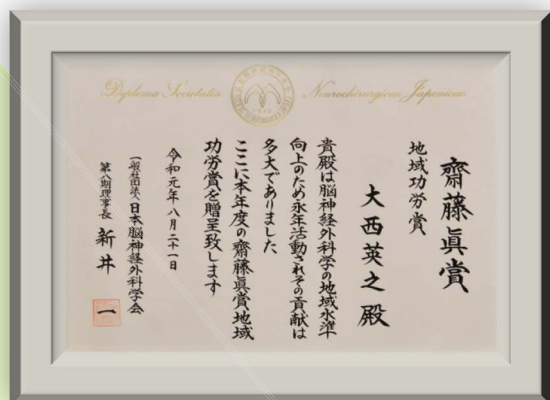 Diploma Societatis Neurochirurgicae Japonicae
齋藤眞賞
地域功労賞
大西英之殿
貴殿は脳神経外科学の地域水準
向上のため永年活動されその貢献は
多大でありました
ここに本年度の齋藤眞賞地域
功労賞を贈呈致します
令和元年八月二十一日
一般社団法人日本脳神経外科学会
第八期理事長 新井 一